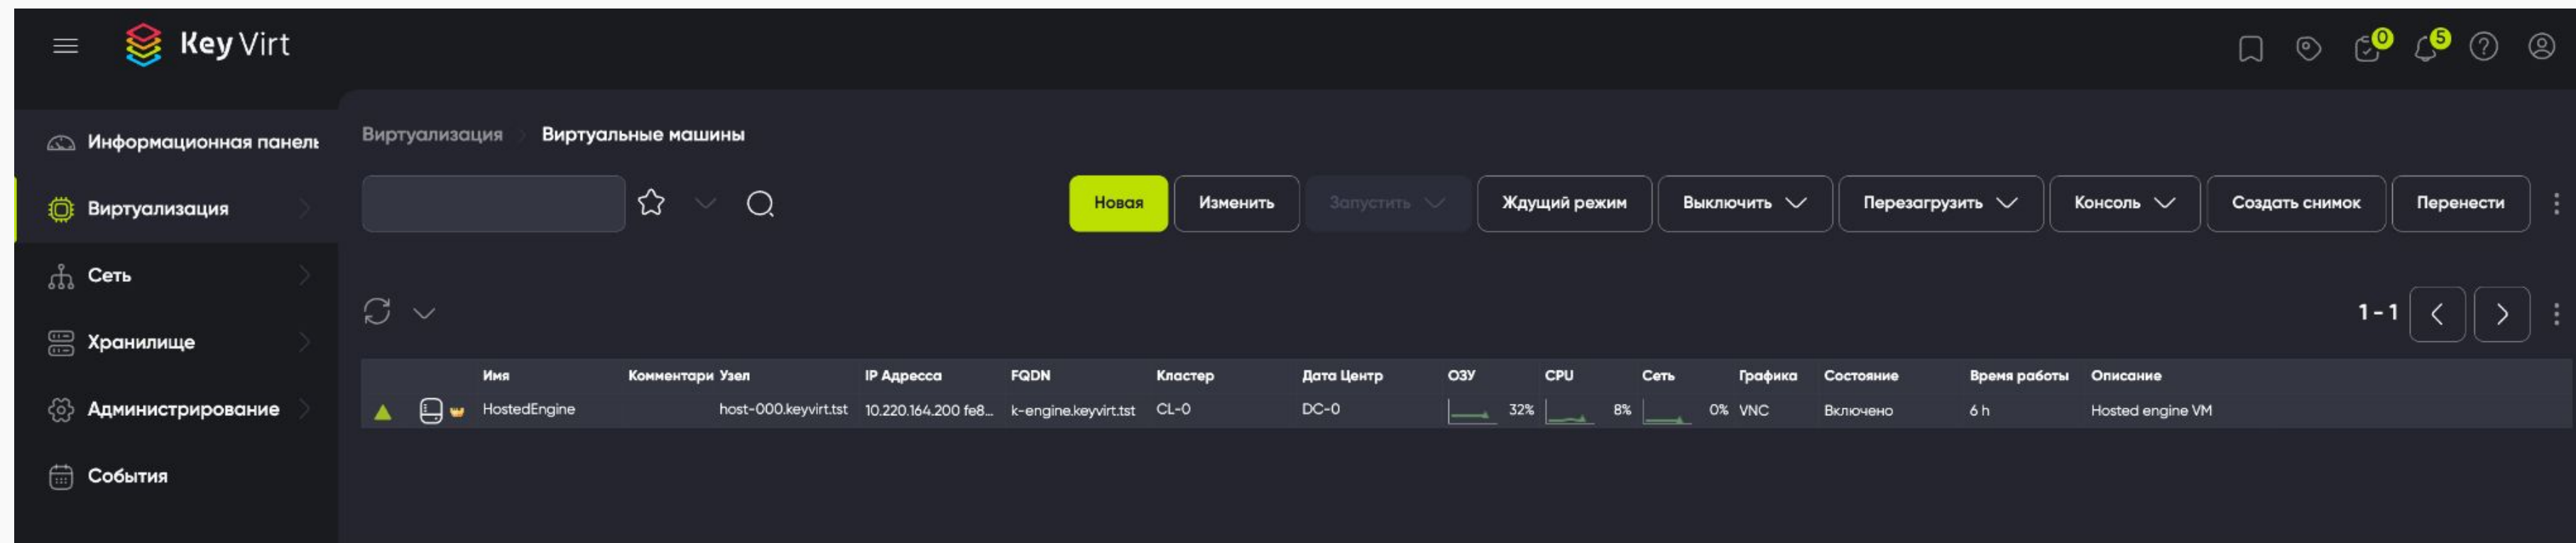 Key Virt
0
5
Информационная панель
Виртуализация
Сеть
Хранилище
Администрирование
События
Виртуализация Виртуальные машины
Новая Изменить Запустить Ждущий режим Выключить Перезагрузить Консоль Создать снимок Перенести
1 - 1
Имя Комментари Узел IP Адресса FQDN Кластер Дата Центр ОЗУ CPU Сеть Графика Состояние Время работы Описание
HostedEngine host-000.keyvirt.tst 10.220.164.200 fe8... k-engine.keyvirt.tst CL-0 DC-0 32% 8% 0% VNC Включено 6 h Hosted engine VM